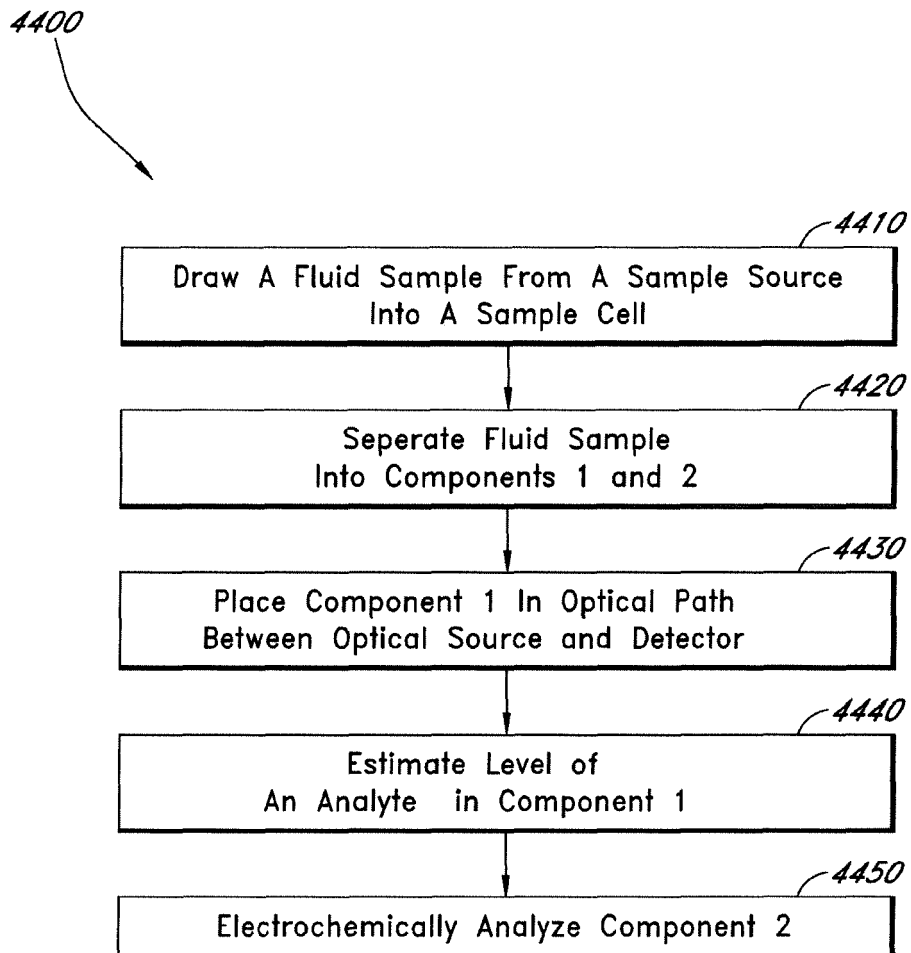 4400
4410
Draw A Fluid Sample From A Sample Source
Into A Sample Cell
4420
Seperate Fluid Sample
Into Components 1 and 2
4430
Place Component 1 In Optical Path
Between Optical Source and Detector
4440
Estimate Level of
An Analyte in Component 1
4450
Electrochemically Analyze Component 2